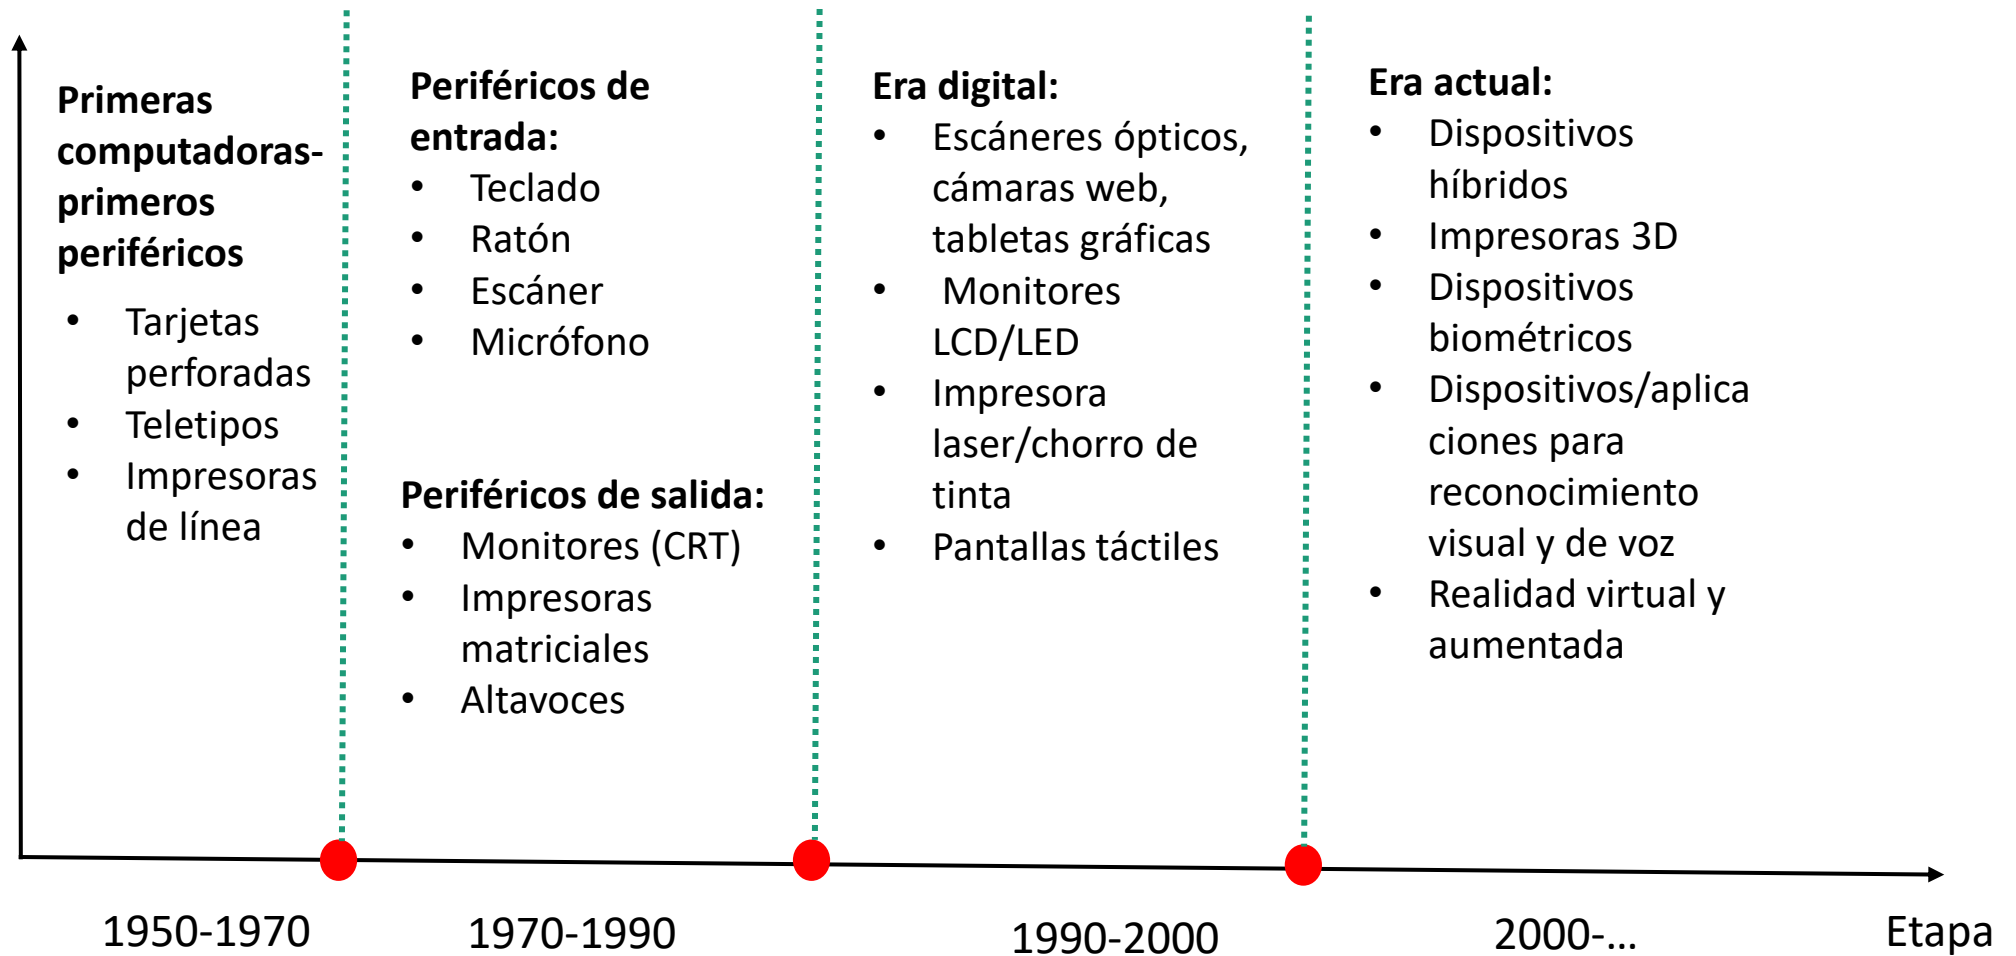 Primeras
computadoras-
primeros
periféricos
• Tarjetas
perforadas
• Teletipos
• Impresoras
de línea
Periféricos de
entrada:
• Teclado
• Ratón
• Escáner
• Micrófono
Periféricos de salida:
• Monitores (CRT)
• Impresoras
matriciales
• Altavoces
Era digital:
• Escáneres ópticos,
cámaras web,
tabletas gráficas
• Monitores
LCD/LED
• Impresora
laser/chorro de
tinta
• Pantallas táctiles
Era actual:
• Dispositivos
híbridos
• Impresoras 3D
• Dispositivos
biométricos
• Dispositivos/aplica
ciones para
reconocimiento
visual y de voz
• Realidad virtual y
aumentada
1950-1970
1970-1990
1990-2000
2000-...
Etapa